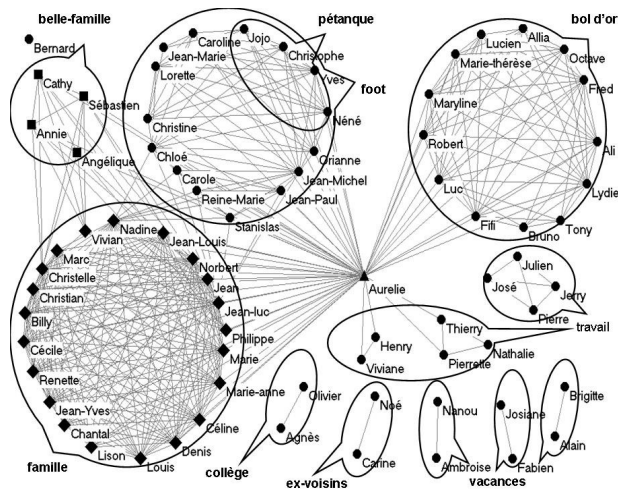 belle-famille
pétanque
bol d'or
Bernard
Caroline
Jojo
Lucien
Allia
Jean-Marie
Christophe
Octave
Lorette
Yves
Marie-thérèse
Cathy
foot
Fred
Sébastien
Maryline
Annie
Christine
Néné
Robert
Ali
Angélique
Chloé
Orianne
Carole
Jean-Michel
Luc
Lydie
Reine-Marie
Jean-Paul
Stanislas
Fifi
Bruno
Tony
Nadine
Vivian
Jean-Louis
Marc
Norbert
Julien
Christelle
Jean
Aurelie
José
Jerry
Christian
Jean-luc
Pierre
Billy
Philippe
Thierry
travail
Cécile
Marie
Henry
Nathalie
Viviane
Pierrette
Renette
Marie-anne
Olivier
Noé
Nanou
Josiane
Brigitte
Jean-Yves
Céline
Agnès
Chantal
Denis
Alain
Lison
Louis
Carine
Ambroise
Fabien
famille
collège
ex-voisins
vacances